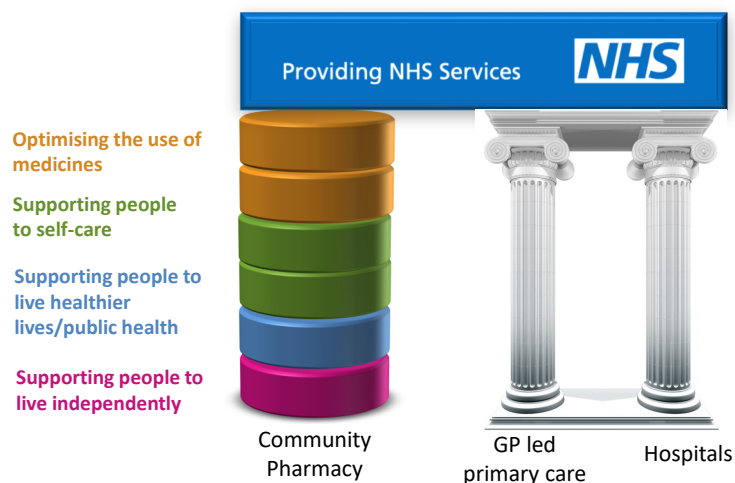 Providing NHS Services
NHS
Optimising the use of
medicines
Supporting people
to self-care
Supporting people to
live healthier
lives/public health
Supporting people to
live independently
Community
Pharmacy
GP led
primary care
Hospitals